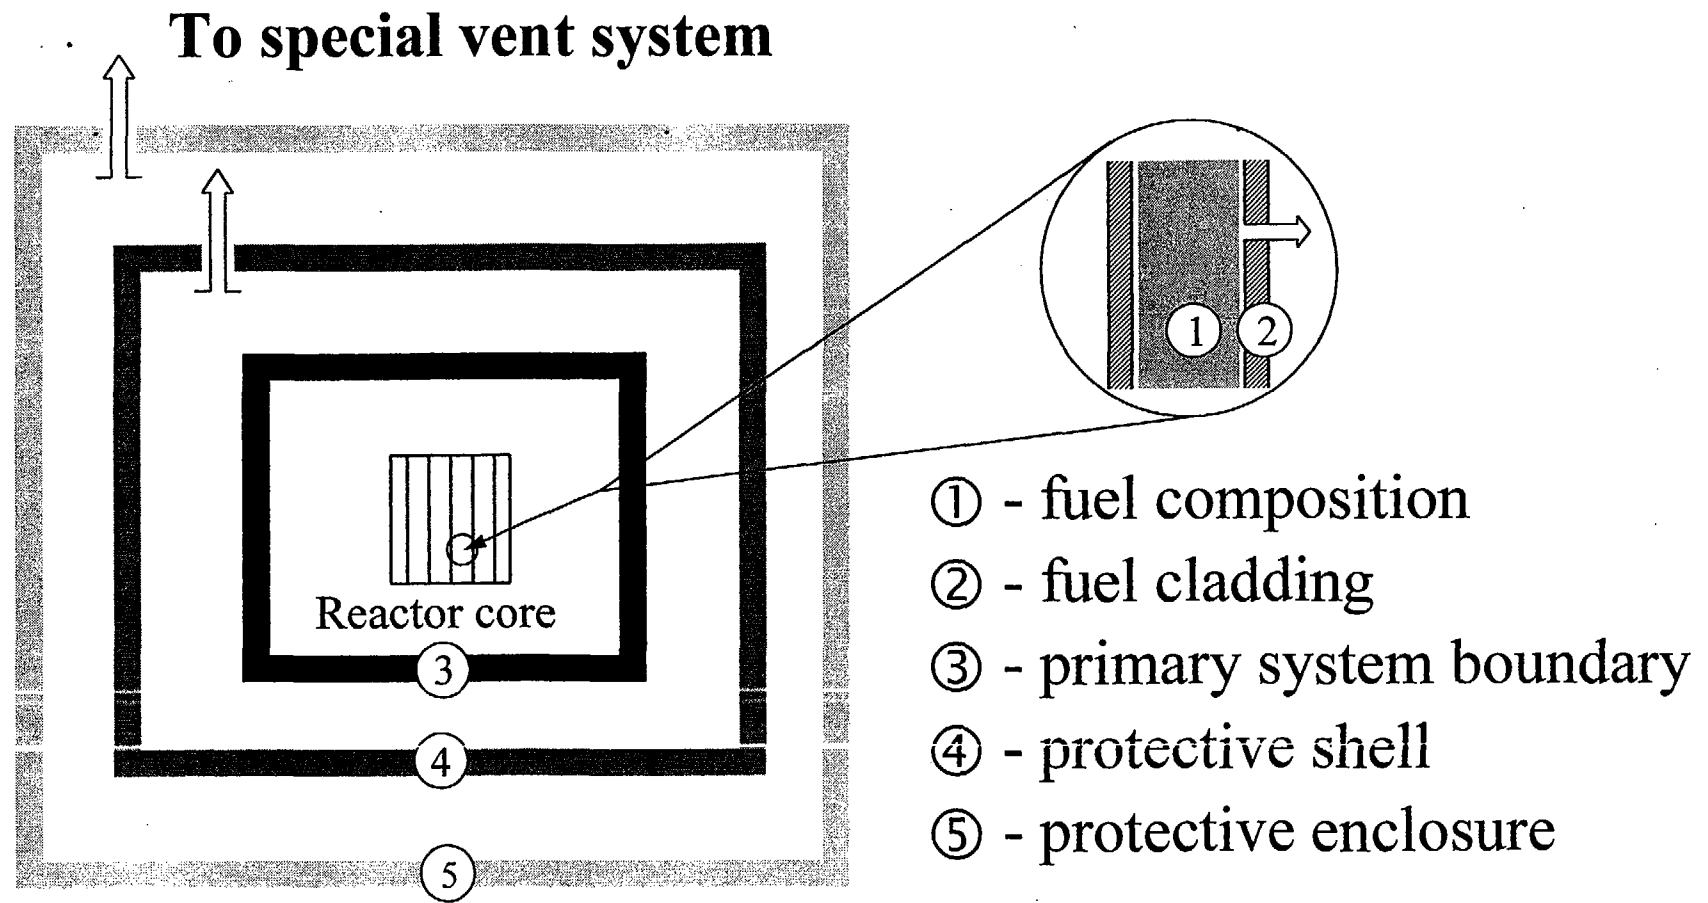 To special vent system
① ②
Reactor core
③
④
⑤
① - fuel composition
② - fuel cladding
③ - primary system boundary
④ - protective shell
⑤ - protective enclosure